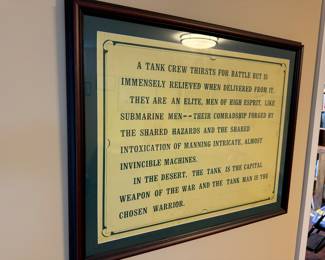 A TANK CREW THIRSTS FOR BATTLE BUT IS
IMMENSELY RELIEVED WHEN DELIVERED FROM IT.
THEY ARE AN ELITE, MEN OF HIGH ESPRIT. LIKE
SUBMARINE MEN--THEIR COMRADSHIP FORGED BY
THE SHARED HAZARDS AND THE SHARED
INTOXICATION OF MANNING INTRICATE, ALMOST
INVINCIBLE MACHINES.
IN THE DESERT, THE TANK IS THE CAPITAL
WEAPON OF THE WAR AND THE TANK MAN IS THE
CHOSEN WARRIOR.